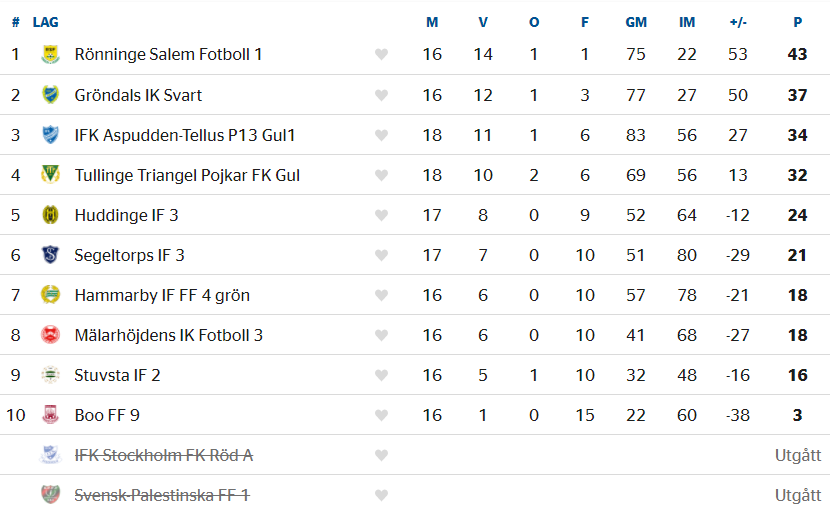 # LAG M V O F GM IM +/- P
1 Rönninge Salem Fotboll 1 16 14 1 1 75 22 53 43
2 Gröndals IK Svart 16 12 1 3 77 27 50 37
3 IFK Aspudden-Tellus P13 Gul1 18 11 1 6 83 56 27 34
4 Tullinge Triangel Pojkar FK Gul 18 10 2 6 69 56 13 32
5 Huddinge IF 3 17 8 0 9 52 64 -12 24
6 Segeltorps IF 3 17 7 0 10 51 80 -29 21
7 Hammarby IF FF 4 grön 16 6 0 10 57 78 -21 18
8 Mälarhöjdens IK Fotboll 3 16 6 0 10 41 68 -27 18
9 Stuvsta IF 2 16 5 1 10 32 48 -16 16
10 Boo FF 9 16 1 0 15 22 60 -38 3
IFK Stockholm FK Röd A Utgått
Svensk-Palestinska FF 1 Utgått